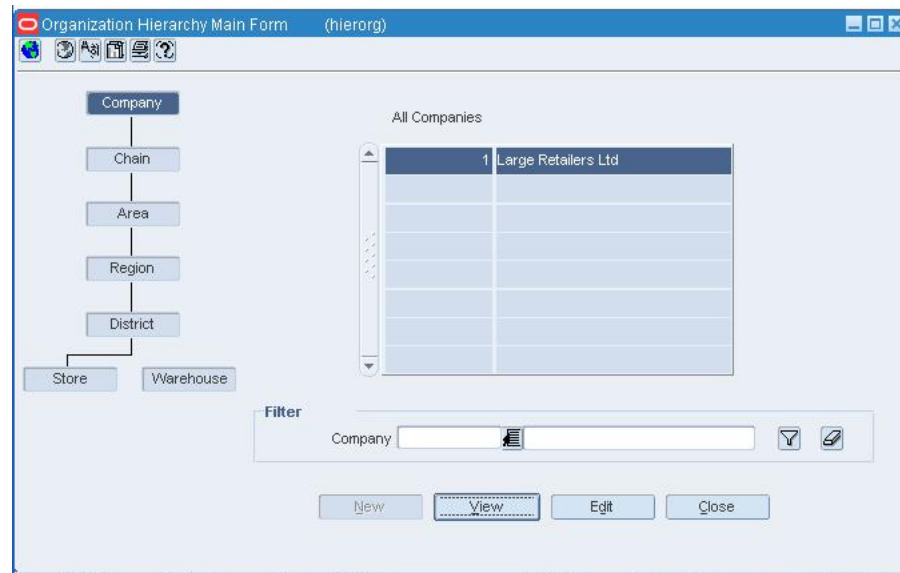 Organization Hierarchy Main Form (hierorg)
Company
Chain
Area
Region
District
Store Warehouse
All Companies
1 Large Retailers Ltd
Filter
Company
New View Edit Close